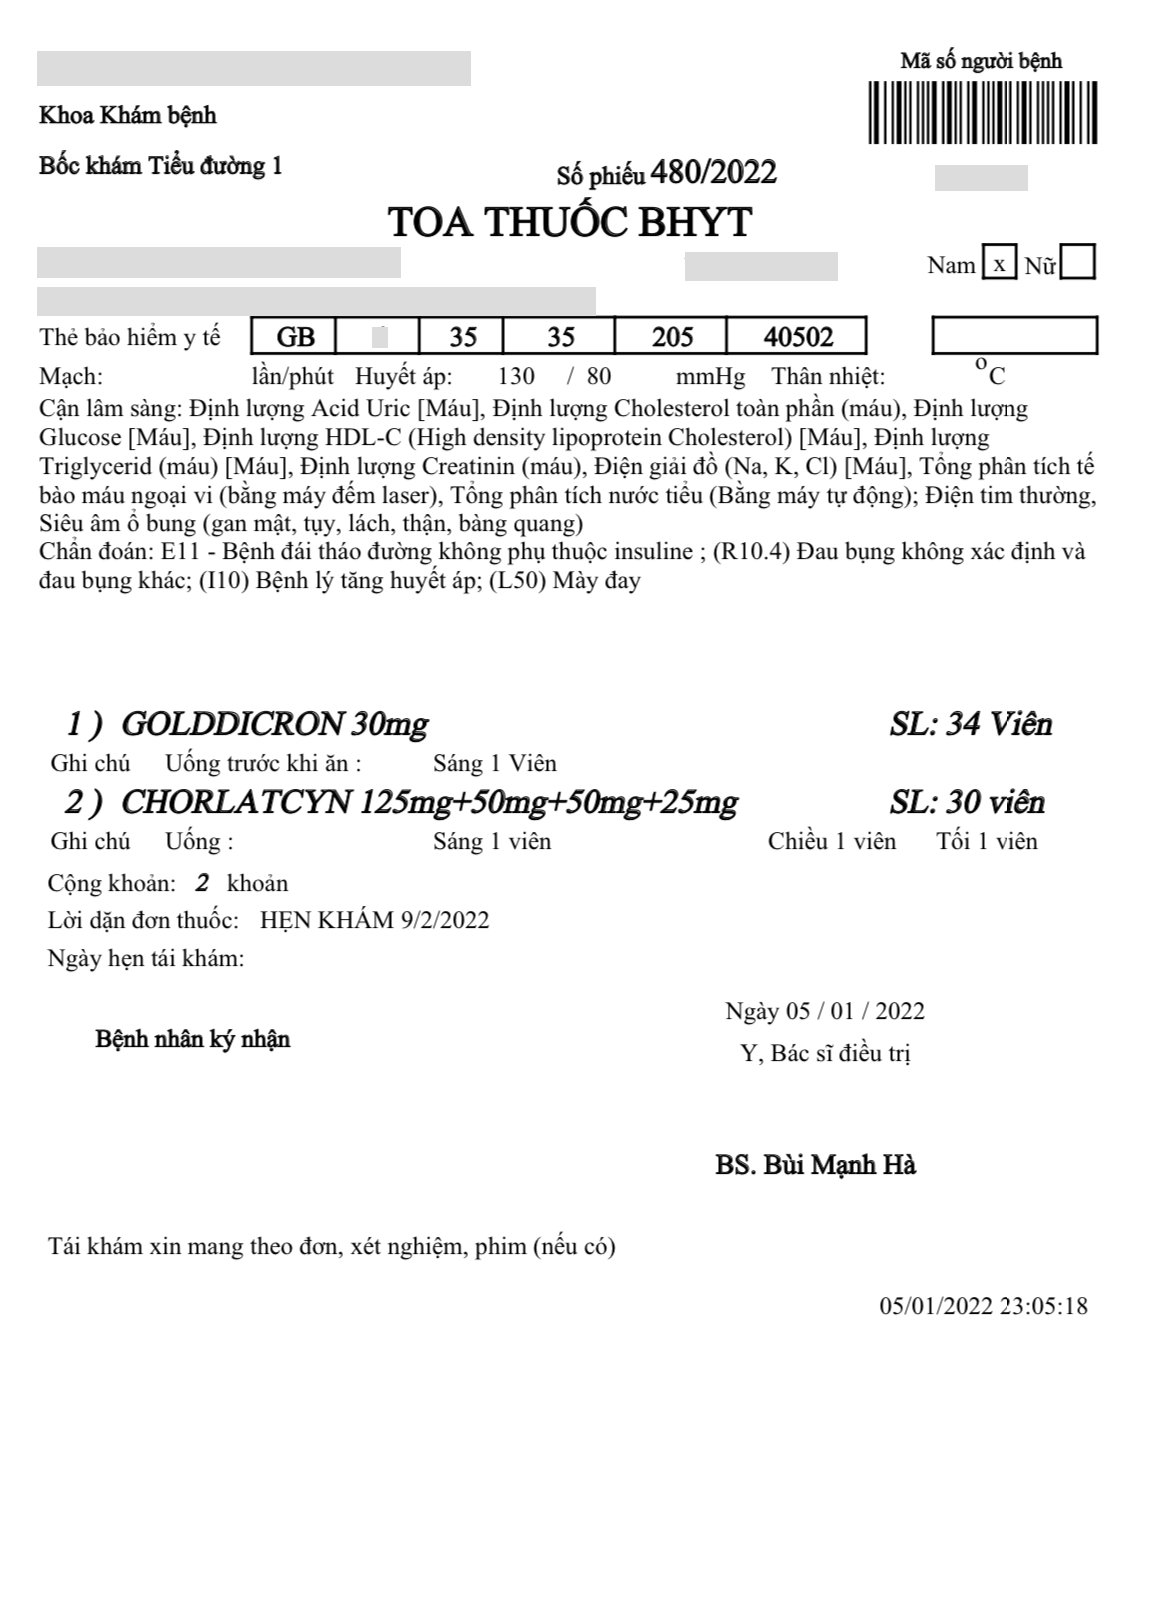 Mã số người bệnh
Khoa Khám bệnh
Bốc khám Tiểu đường 1
Số phiếu 480/2022
TOA THUỐC BHYT
Nam x Nữ
Thẻ bảo hiểm y tế GB 35 35 205 40502
Mạch: lần/phút Huyết áp: 130 / 80 mmHg Thân nhiệt: °C
Cận lâm sàng: Định lượng Acid Uric [Máu], Định lượng Cholesterol toàn phần (máu), Định lượng
Glucose [Máu], Định lượng HDL-C (High density lipoprotein Cholesterol) [Máu], Định lượng
Triglycerid (máu) [Máu], Định lượng Creatinin (máu), Điện giải đồ (Na, K, Cl) [Máu], Tổng phân tích tế
bào máu ngoại vi (bằng máy đếm laser), Tổng phân tích nước tiểu (Bằng máy tự động); Điện tim thường,
Siêu âm ổ bung (gan mật, tụy, lách, thận, bàng quang)
Chẩn đoán: E11 - Bệnh đái tháo đường không phụ thuộc insuline ; (R10.4) Đau bụng không xác định và
đau bụng khác; (I10) Bệnh lý tăng huyết áp; (L50) Mày đay
1 ) GOLDDICRON 30mg SL: 34 Viên
Ghi chú Uống trước khi ăn : Sáng 1 Viên
2 ) CHORLATCYN 125mg+50mg+50mg+25mg SL: 30 viên
Ghi chú Uống : Sáng 1 viên Chiều 1 viên Tối 1 viên
Cộng khoản: 2 khoản
Lời dặn đơn thuốc: HẸN KHÁM 9/2/2022
Ngày hẹn tái khám:
Ngày 05 / 01 / 2022
Bệnh nhân ký nhận
Y, Bác sĩ điều trị
BS. Bùi Mạnh Hà
Tái khám xin mang theo đơn, xét nghiệm, phim (nếu có)
05/01/2022 23:05:18